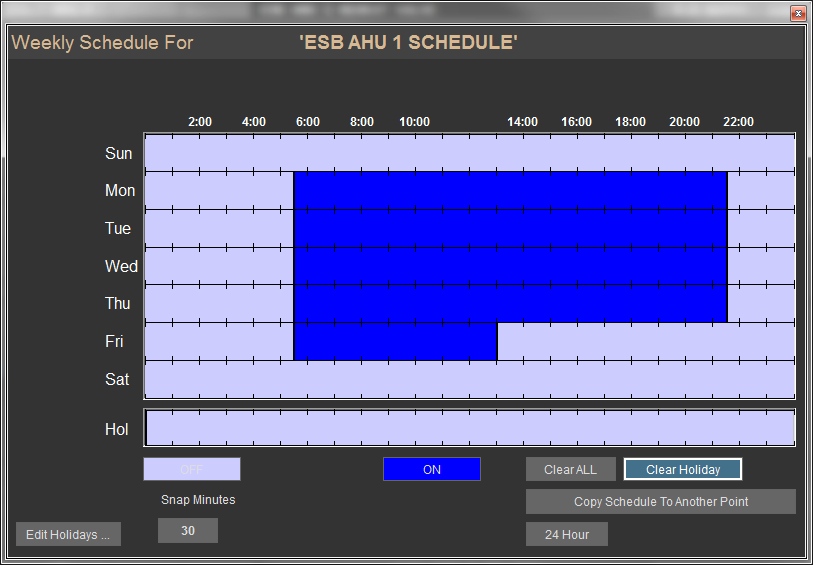 Weekly Schedule For 'ESB AHU 1 SCHEDULE'
2:00 4:00 6:00 8:00 10:00 14:00 16:00 18:00 20:00 22:00
Sun
Mon
Tue
Wed
Thu
Fri
Sat
Hol
OFF ON Clear ALL Clear Holiday
Snap Minutes Copy Schedule To Another Point
Edit Holidays ... 30 24 Hour